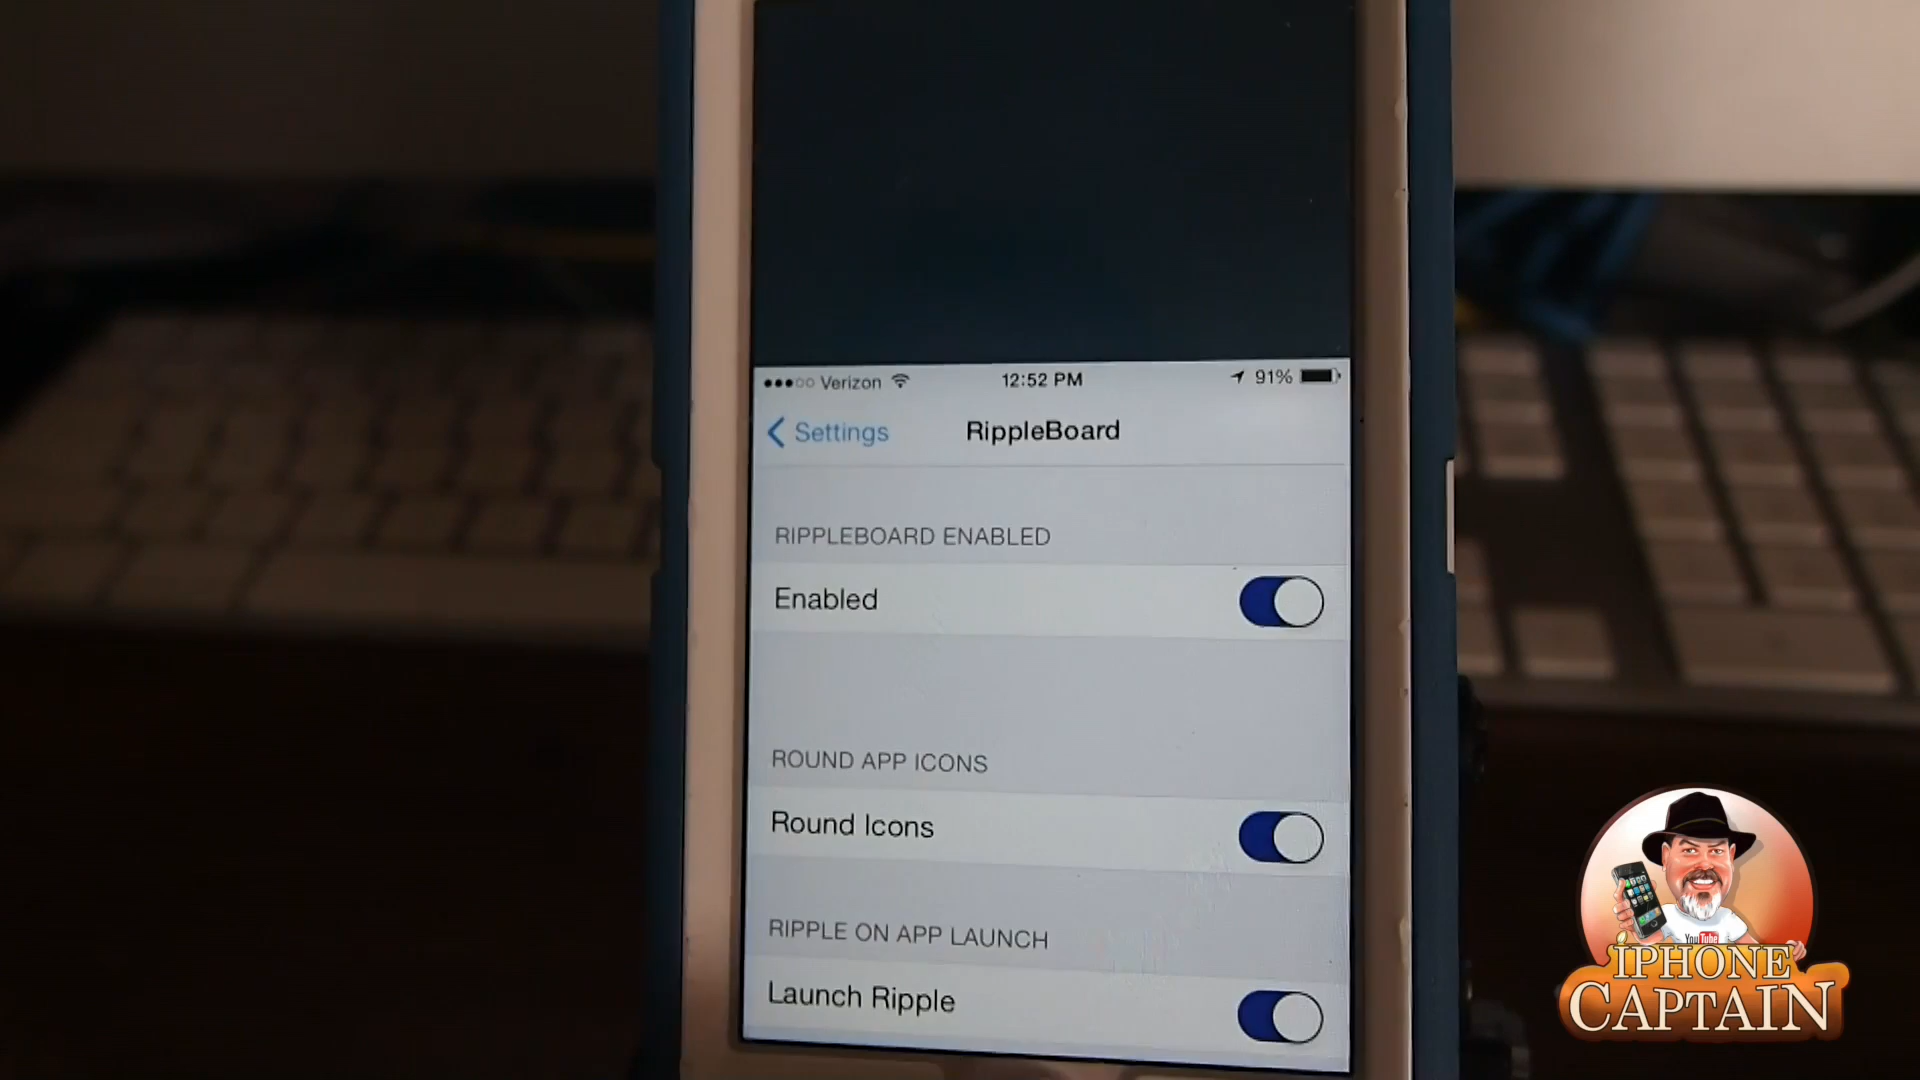 Verizon 12:52 PM 91%
Settings RippleBoard
RIPPLEBOARD ENABLED
Enabled
ROUND APP ICONS
Round Icons
RIPPLE ON APP LAUNCH
Launch Ripple
YouTube
IPHONE
CAPTAIN